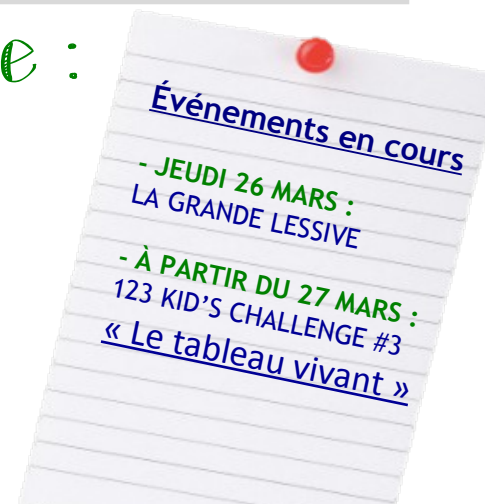 e :
Événements en cours
- JEUDI 26 MARS :
LA GRANDE LESSIVE
- À PARTIR DU 27 MARS :
123 KID’S CHALLENGE #3
« Le tableau vivant »